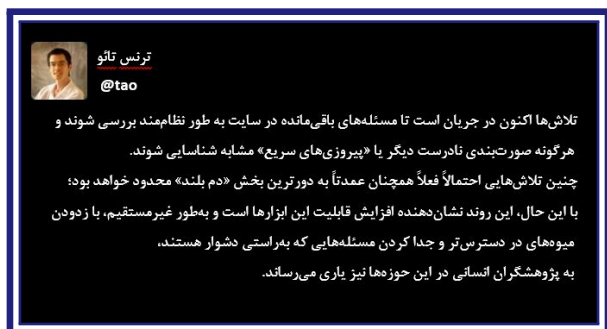 ترنس تائو
@tao
تلاش‌ها اکنون در جریان است تا مسئله‌های باقی‌مانده در سایت به طور نظام‌مند بررسی شوند و
هرگونه صورت‌بندی نادرست دیگر یا «پیروزی‌های سریع» مشابه شناسایی شوند.
چنین تلاش‌هایی احتمالاً فعلاً همچنان عمدتاً به دورترین بخش «دم بلند» محدود خواهد بود؛
با این حال، این روند نشان‌دهنده افزایش قابلیت این ابزارها است و به‌طور غیرمستقیم، با زدودن
میوه‌های در دسترس‌تر و جدا کردن مسئله‌هایی که به‌راستی دشوار هستند،
به پژوهشگران انسانی در این حوزه‌ها نیز یاری می‌رساند.